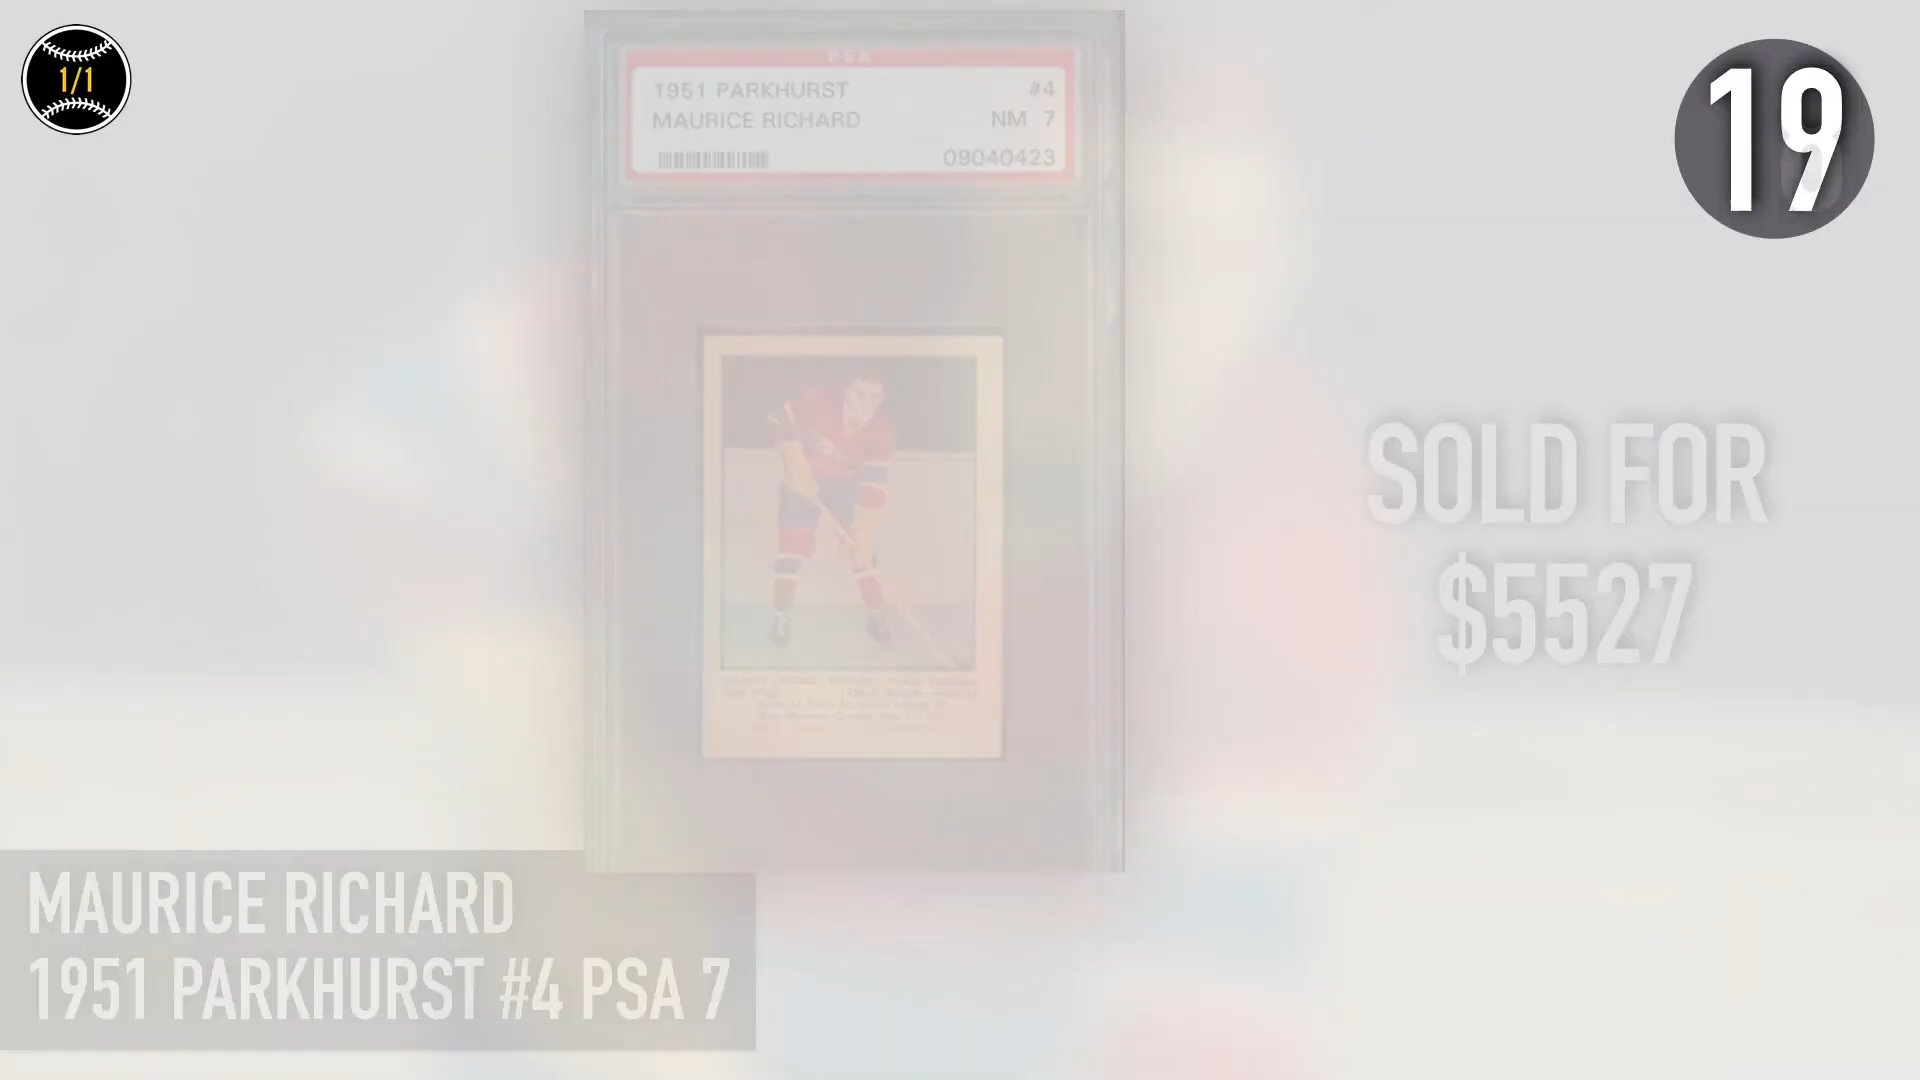 1/1
19
PSA
1951 PARKHURST #4
MAURICE RICHARD NM 7
09040423
SOLD FOR
$5527
MAURICE RICHARD
1951 PARKHURST #4 PSA 7